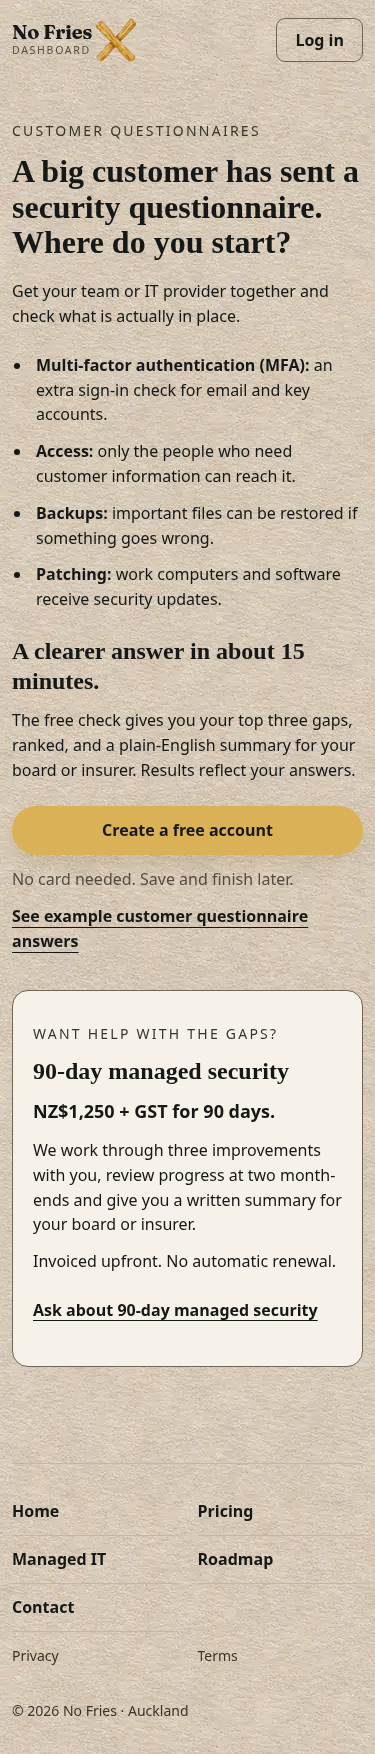 No Fries
DASHBOARD
Log in
CUSTOMER QUESTIONNAIRES
A big customer has sent a
security questionnaire.
Where do you start?
Get your team or IT provider together and
check what is actually in place.
• Multi-factor authentication (MFA): an
extra sign-in check for email and key
accounts.
• Access: only the people who need
customer information can reach it.
• Backups: important files can be restored if
something goes wrong.
• Patching: work computers and software
receive security updates.
A clearer answer in about 15
minutes.
The free check gives you your top three gaps,
ranked, and a plain-English summary for your
board or insurer. Results reflect your answers.
Create a free account
No card needed. Save and finish later.
See example customer questionnaire
answers
WANT HELP WITH THE GAPS?
90-day managed security
NZ$1,250 + GST for 90 days.
We work through three improvements
with you, review progress at two month-
ends and give you a written summary for
your board or insurer.
Invoiced upfront. No automatic renewal.
Ask about 90-day managed security
Home
Pricing
Managed IT
Roadmap
Contact
Privacy
Terms
© 2026 No Fries · Auckland